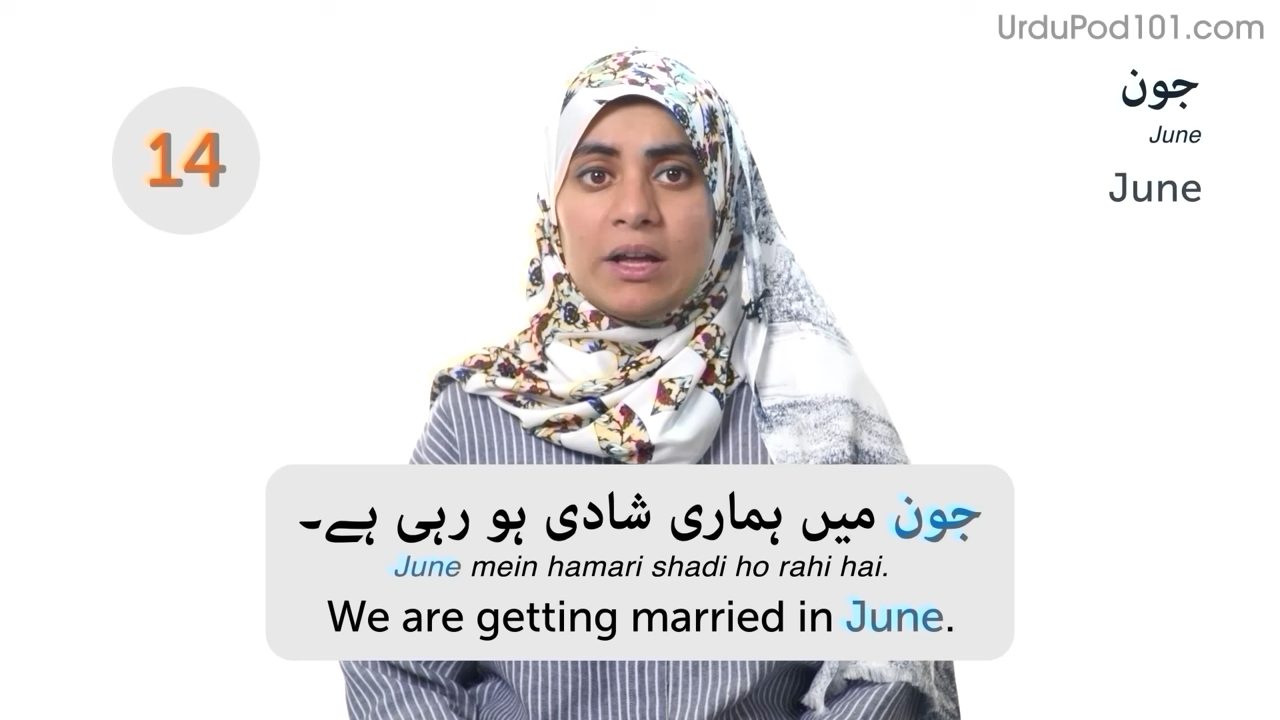 UrduPod101.com
14
جون
June
June
جون میں ہماری شادی ہو رہی ہے۔
June mein hamari shadi ho rahi hai.
We are getting married in June.